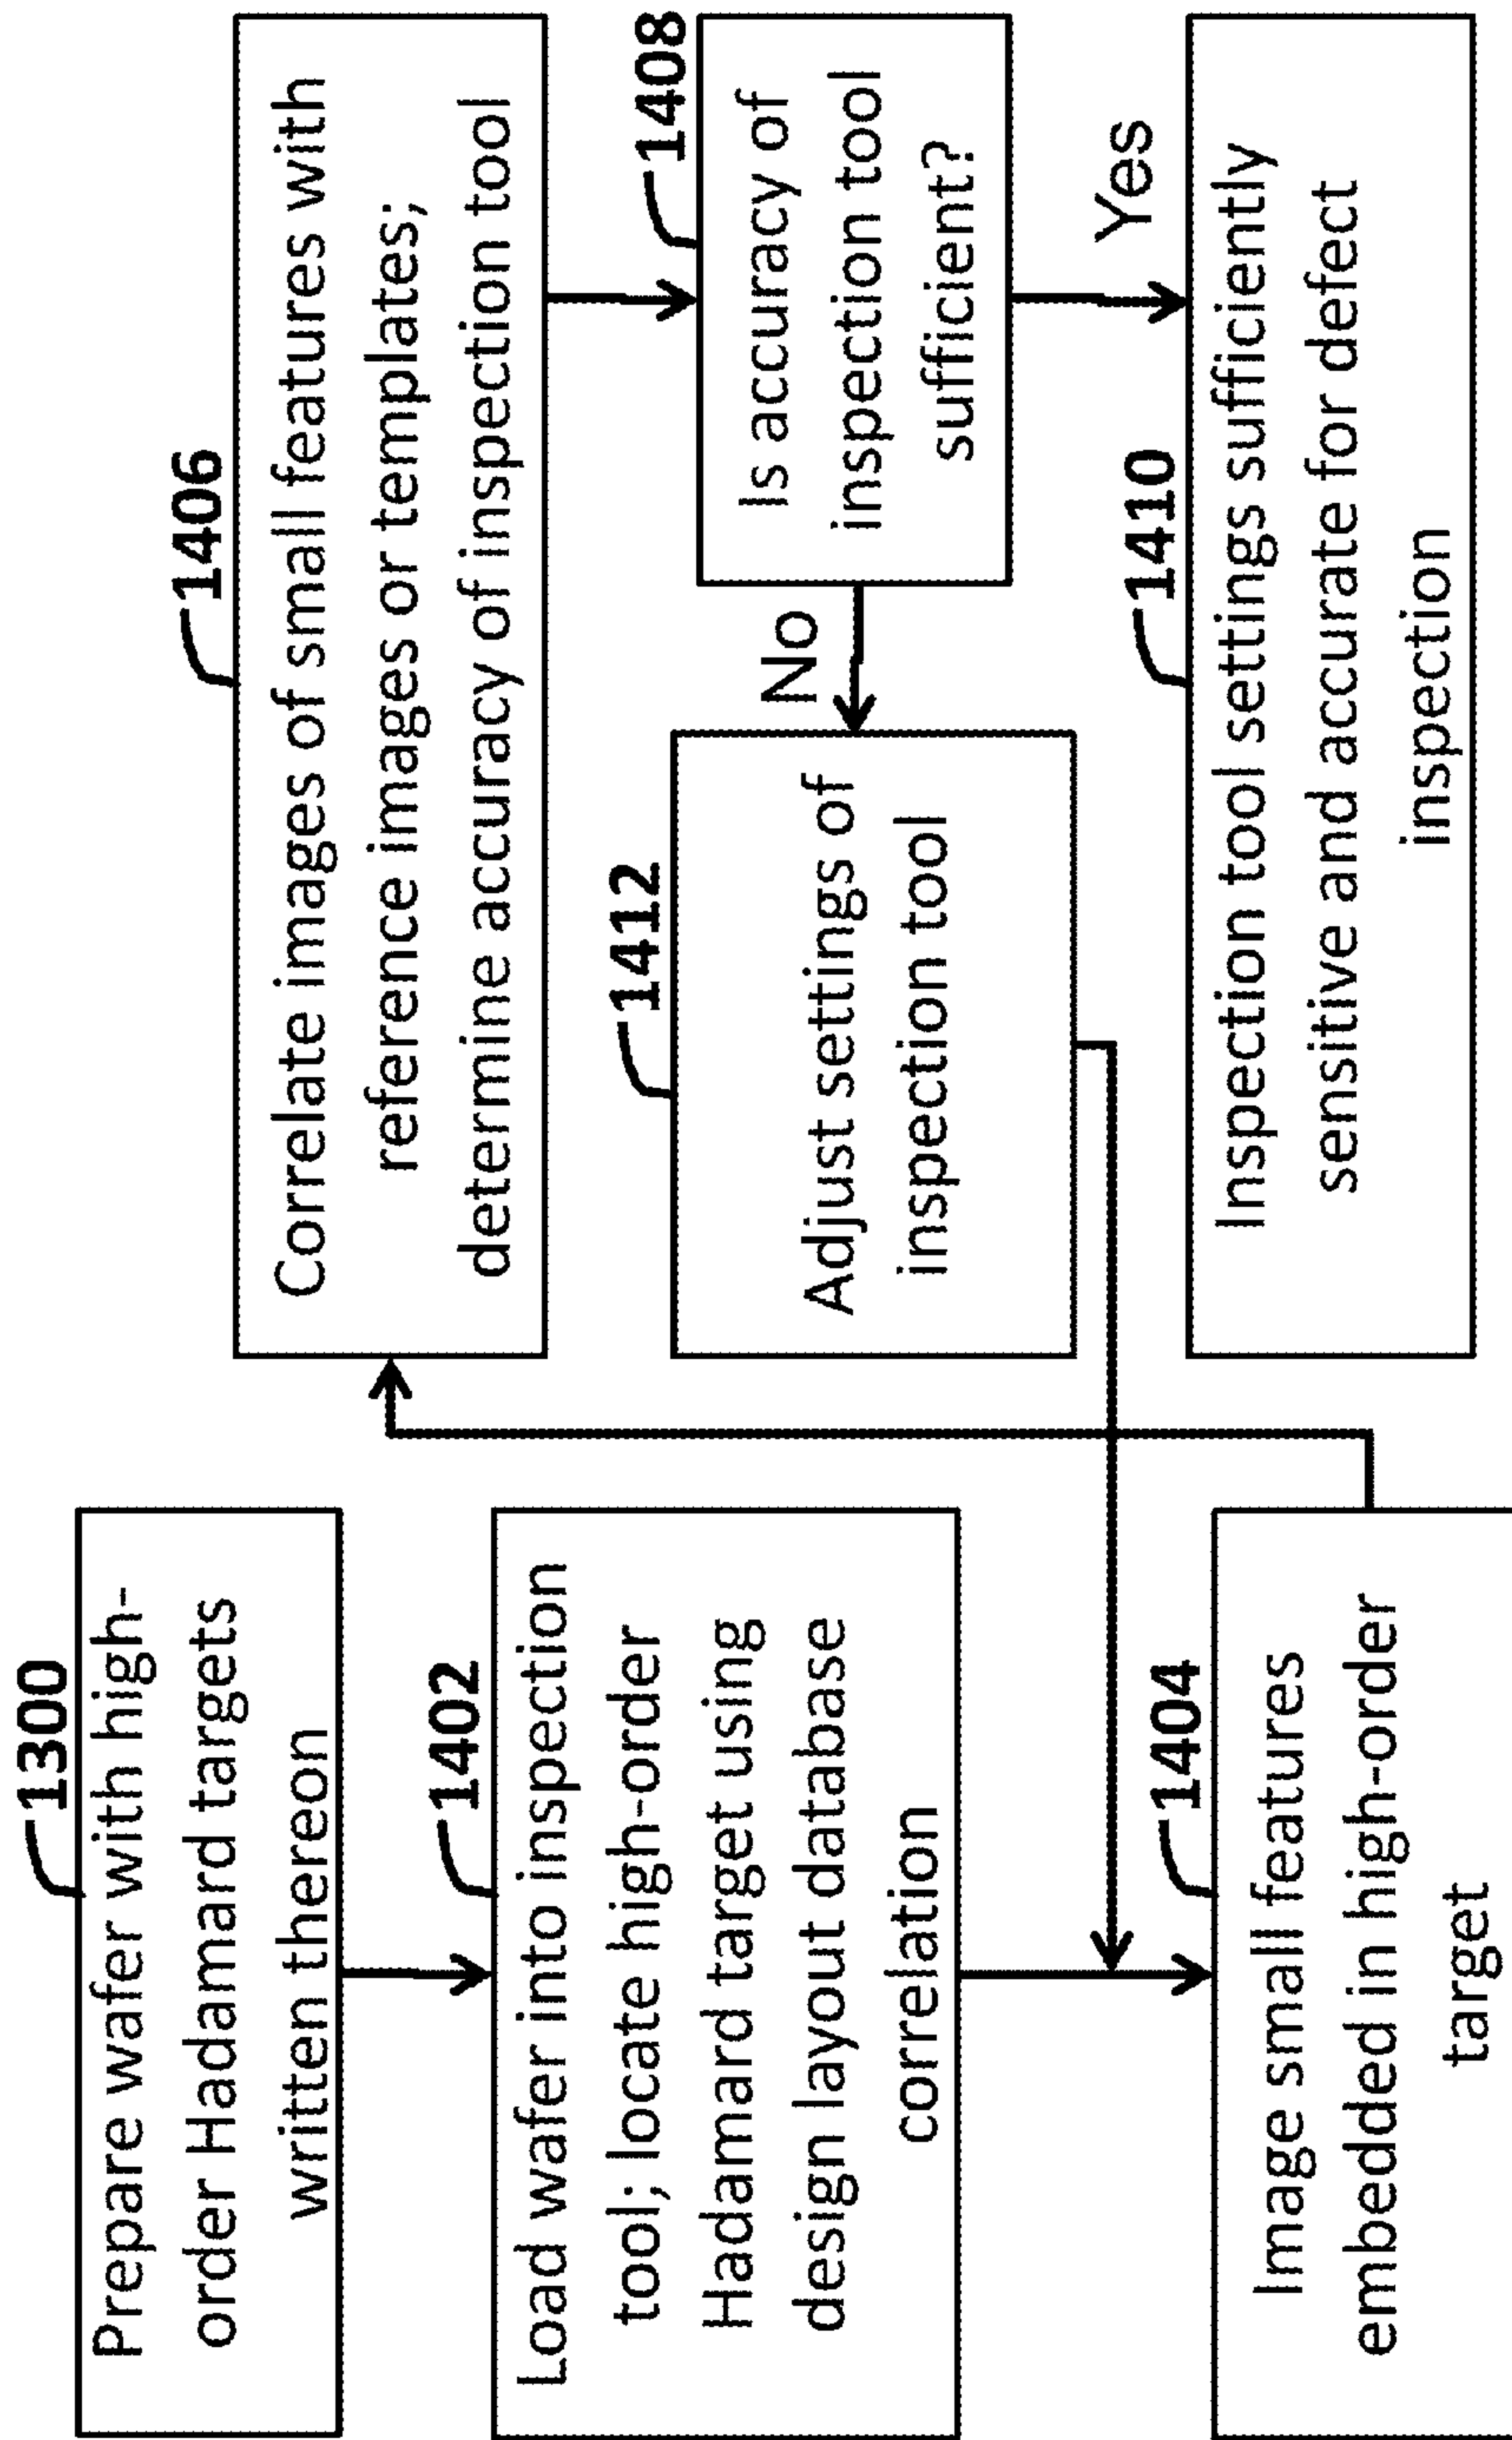 1300
Prepare wafer with high-
order Hadamard targets
written thereon
1402
Load wafer into inspection
tool; locate high-order
Hadamard target using
design layout database
correlation
1404
Image small features
embedded in high-order
target
1406
Correlate images of small features with
reference images or templates;
determine accuracy of inspection tool
1408
Is accuracy of
inspection tool
sufficient?
No
Yes
1412
Adjust settings of
inspection tool
1410
Inspection tool settings sufficiently
sensitive and accurate for defect
inspection